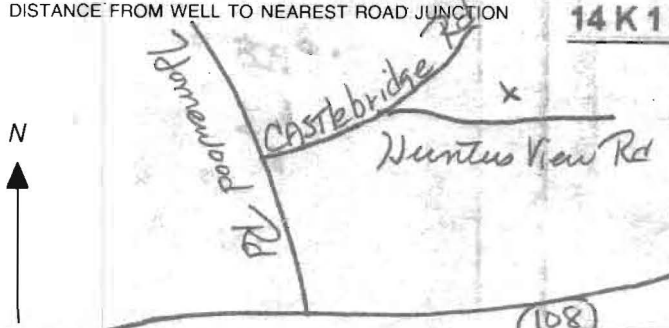 DISTANCE FROM WELL TO NEAREST ROAD JUNCTION
14 K 1
Homewood Rd
CASTlebridge Rd
x
Hunters View Rd
N
108